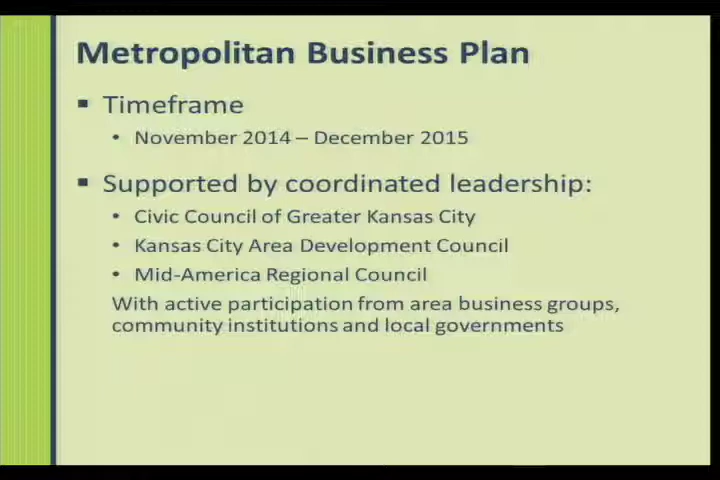 Metropolitan Business Plan
▪ Timeframe
• November 2014 – December 2015
▪ Supported by coordinated leadership:
• Civic Council of Greater Kansas City
• Kansas City Area Development Council
• Mid-America Regional Council
With active participation from area business groups,
community institutions and local governments